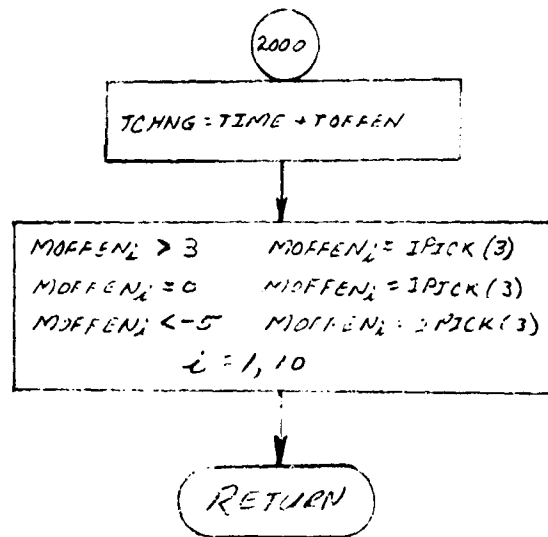 2000
TCHNG = TIME + TOFFEN
MOFFENi > 3 MOFFENi = IPICK (3)
MOFFENi = 0 MOFFENi = IPICK (3)
MOFFENi < -5 MOFFENi = IPICK (3)
i = 1, 10
RETURN